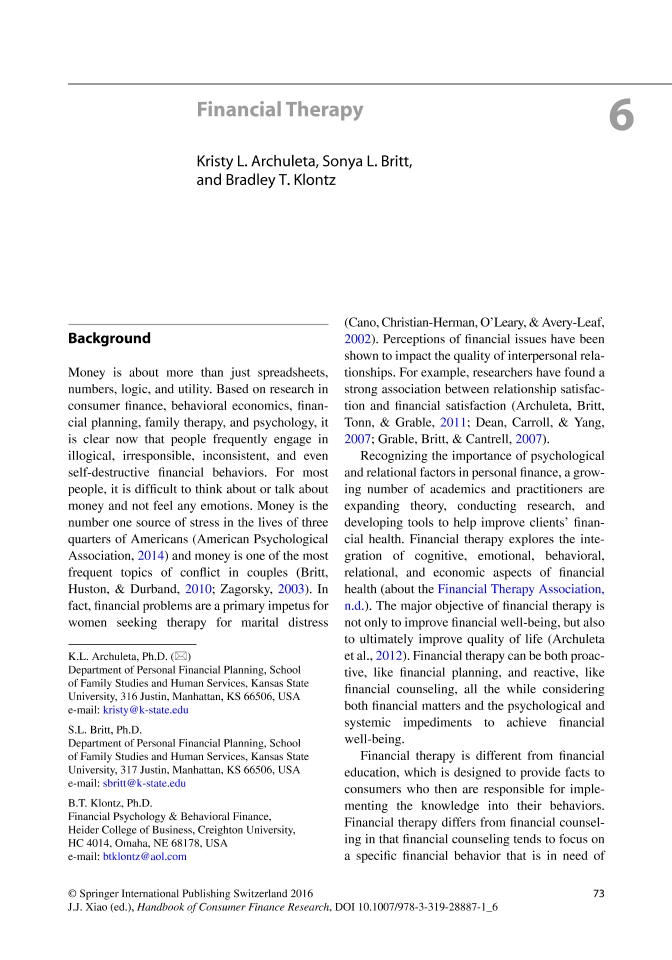 Financial Therapy
6
Kristy L. Archuleta, Sonya L. Britt,
and Bradley T. Klontz
Background
Money is about more than just spreadsheets,
numbers, logic, and utility. Based on research in
consumer finance, behavioral economics, finan-
cial planning, family therapy, and psychology, it
is clear now that people frequently engage in
illogical, irresponsible, inconsistent, and even
self-destructive financial behaviors. For most
people, it is difficult to think about or talk about
money and not feel any emotions. Money is the
number one source of stress in the lives of three
quarters of Americans (American Psychological
Association, 2014) and money is one of the most
frequent topics of conflict in couples (Britt,
Huston, & Durband, 2010; Zagorsky, 2003). In
fact, financial problems are a primary impetus for
women seeking therapy for marital distress
K.L. Archuleta, Ph.D. (✉)
Department of Personal Financial Planning, School
of Family Studies and Human Services, Kansas State
University, 316 Justin, Manhattan, KS 66506, USA
e-mail: kristy@k-state.edu
S.L. Britt, Ph.D.
Department of Personal Financial Planning, School
of Family Studies and Human Services, Kansas State
University, 317 Justin, Manhattan, KS 66506, USA
e-mail: sbritt@k-state.edu
B.T. Klontz, Ph.D.
Financial Psychology & Behavioral Finance,
Heider College of Business, Creighton University,
HC 4014, Omaha, NE 68178, USA
e-mail: btklontz@aol.com
(Cano, Christian-Herman, O’Leary, & Avery-Leaf,
2002). Perceptions of financial issues have been
shown to impact the quality of interpersonal rela-
tionships. For example, researchers have found a
strong association between relationship satisfac-
tion and financial satisfaction (Archuleta, Britt,
Tonn, & Grable, 2011; Dean, Carroll, & Yang,
2007; Grable, Britt, & Cantrell, 2007).
Recognizing the importance of psychological
and relational factors in personal finance, a grow-
ing number of academics and practitioners are
expanding theory, conducting research, and
developing tools to help improve clients’ finan-
cial health. Financial therapy explores the inte-
gration of cognitive, emotional, behavioral,
relational, and economic aspects of financial
health (about the Financial Therapy Association,
n.d.). The major objective of financial therapy is
not only to improve financial well-being, but also
to ultimately improve quality of life (Archuleta
et al., 2012). Financial therapy can be both proac-
tive, like financial planning, and reactive, like
financial counseling, all the while considering
both financial matters and the psychological and
systemic impediments to achieve financial
well-being.
Financial therapy is different from financial
education, which is designed to provide facts to
consumers who then are responsible for imple-
menting the knowledge into their behaviors.
Financial therapy differs from financial counsel-
ing in that financial counseling tends to focus on
a specific financial behavior that is in need of
© Springer International Publishing Switzerland 2016
73
J.J. Xiao (ed.), Handbook of Consumer Finance Research, DOI 10.1007/978-3-319-28887-1_6